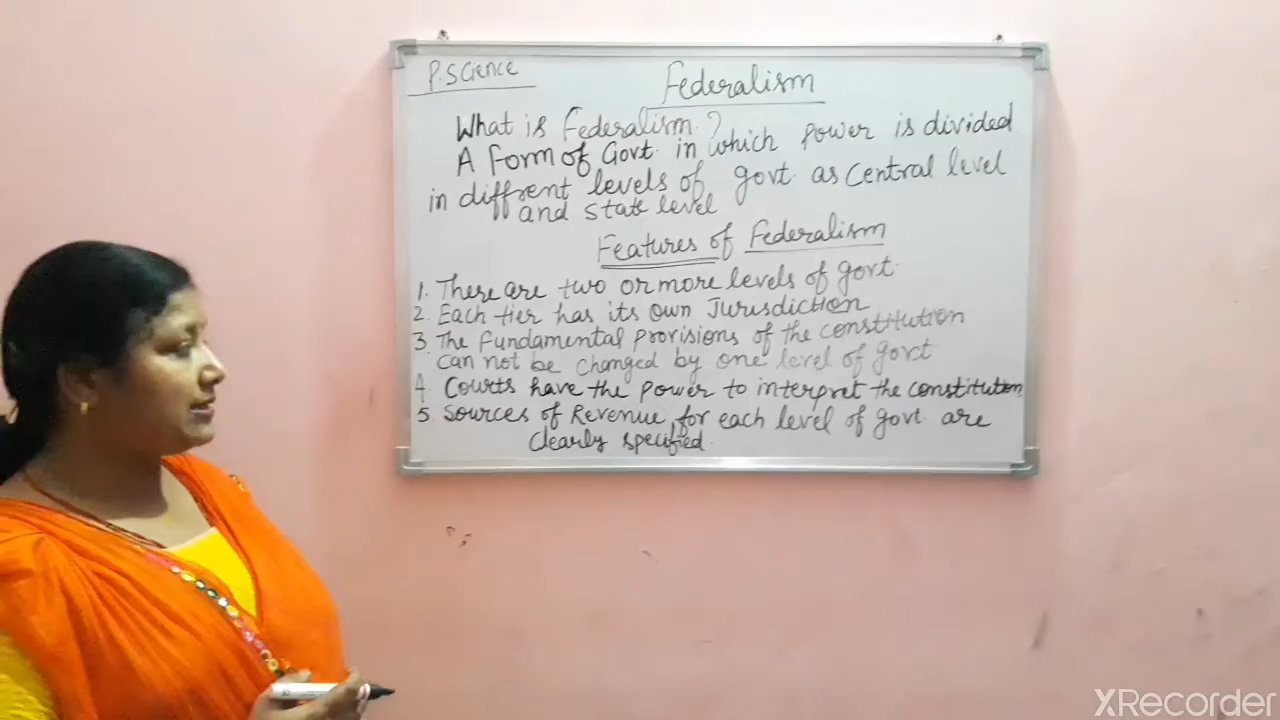 P.Science
Federalism
What is Federalism ?
A form of Govt. in which power is divided
in diffrent levels of govt. as central level
and state level
Features of Federalism
1. There are two or more levels of govt.
2. Each tier has its own Jurisdiction
3. The fundamental provisions of the constitution
can not be changed by one level of govt.
4. Courts have the power to interpret the constitution
5. Sources of Revenue for each level of govt. are
clearly specified.
XRecorder